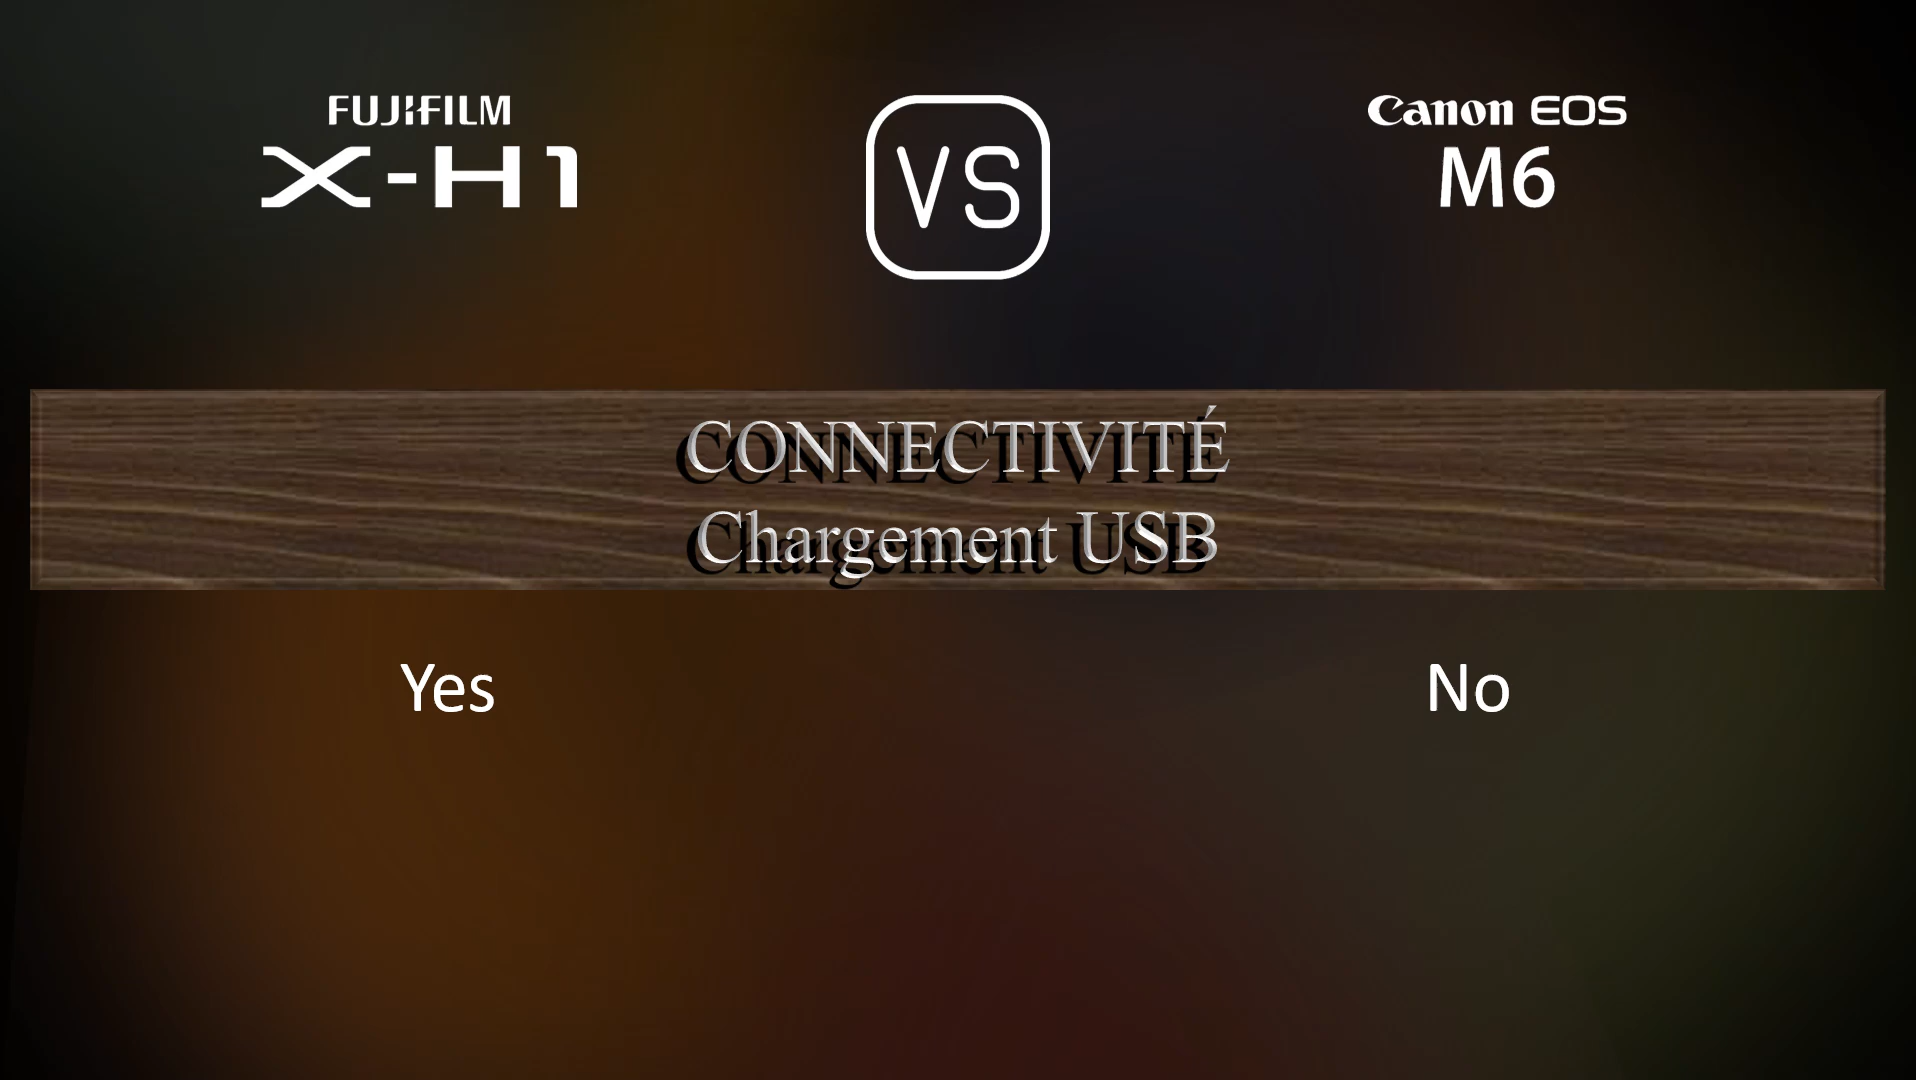 FUJIFILM
X-H1
VS
Canon EOS
M6
CONNECTIVITÉ
Chargement USB
Yes
No